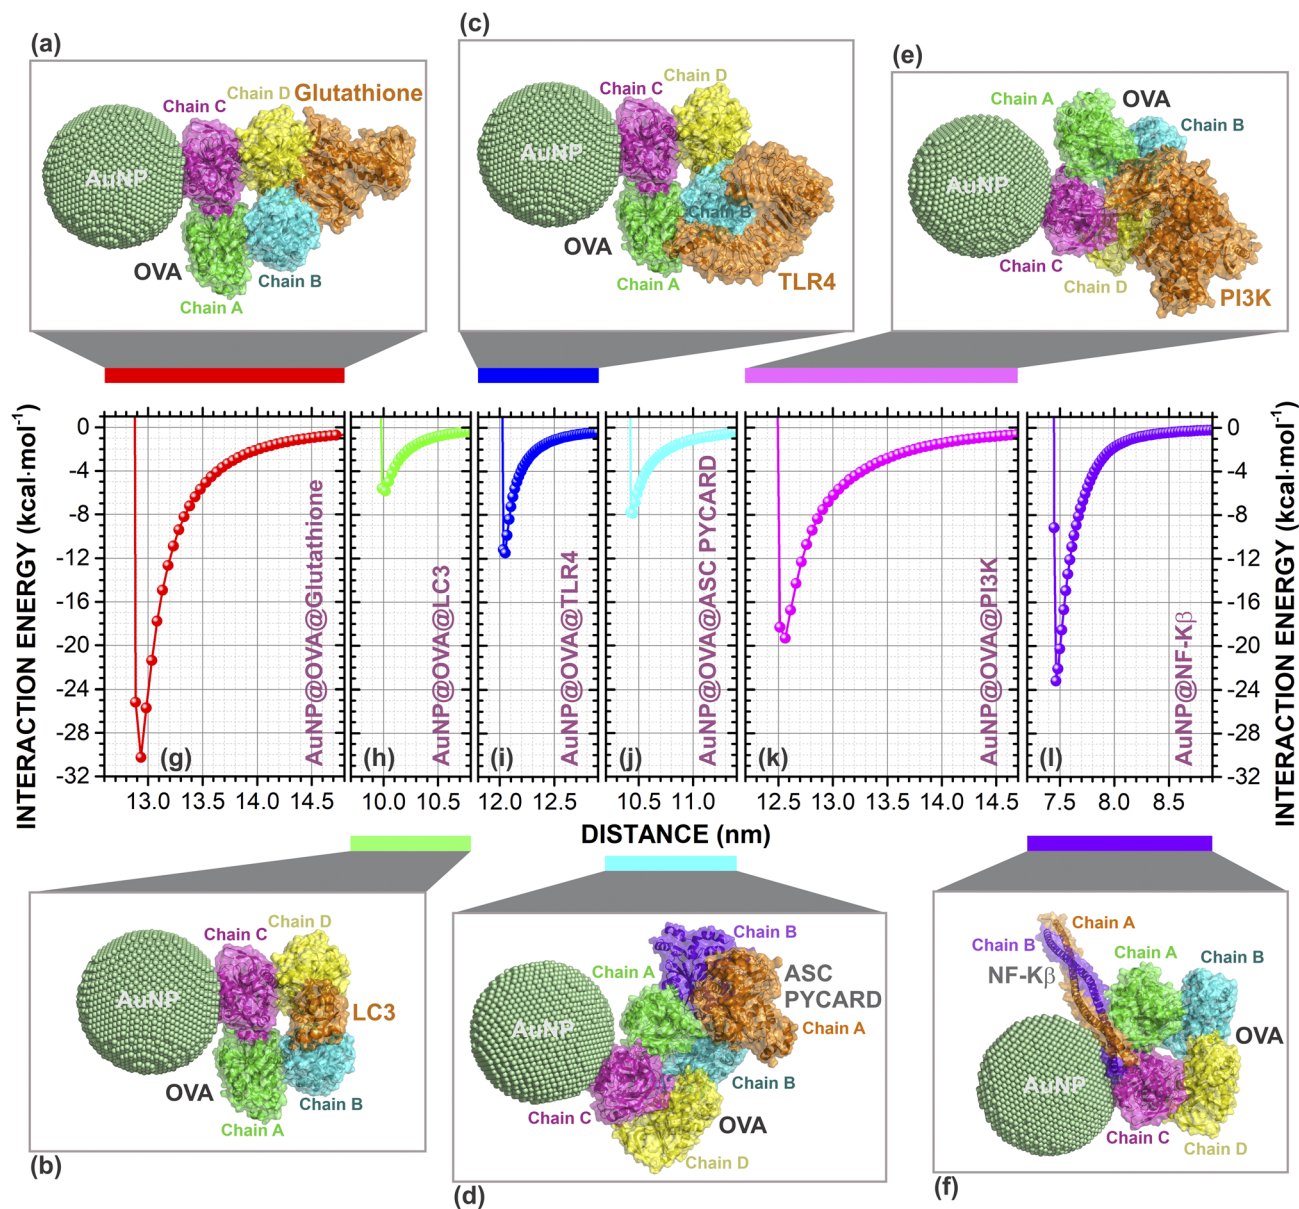 (a)
Chain C
Chain D
Glutathione
AuNP
OVA
Chain B
Chain A
(c)
Chain C
Chain D
AuNP
Chain B
OVA
Chain A
TLR4
(e)
Chain A
OVA
Chain B
AuNP
Chain C
Chain D
PI3K
INTERACTION ENERGY (kcal·mol⁻¹)
0
-4
-8
-12
-16
-20
-24
-28
-32
AuNP@OVA@Glutathione
(g)
13.0 13.5 14.0 14.5
AuNP@OVA@LC3
(h)
10.0 10.5
AuNP@OVA@TLR4
(i)
12.0 12.5
AuNP@OVA@ASC PYCARD
(j)
10.5 11.0
AuNP@OVA@PI3K
(k)
12.5 13.0 13.5 14.0 14.5
AuNP@NF-Kβ
(l)
7.5 8.0 8.5
0
-4
-8
-12
-16
-20
-24
-28
-32
INTERACTION ENERGY (kcal·mol⁻¹)
DISTANCE (nm)
Chain D
Chain C
AuNP
LC3
OVA
Chain B
Chain A
(b)
Chain B
Chain A
ASC
PYCARD
AuNP
Chain A
Chain B
Chain C
OVA
Chain D
(d)
Chain A
Chain B
Chain A
NF-Kβ
Chain B
OVA
AuNP
Chain C
Chain D
(f)